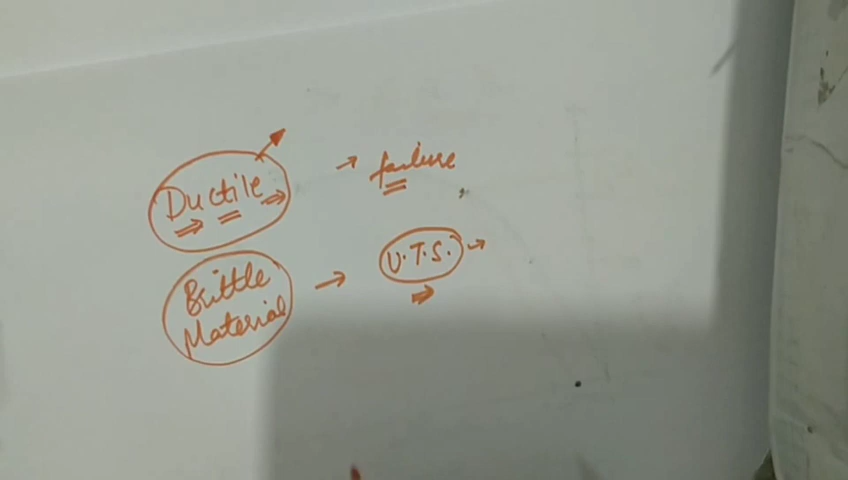 Ductile → failure
Brittle → U.T.S. →
Material